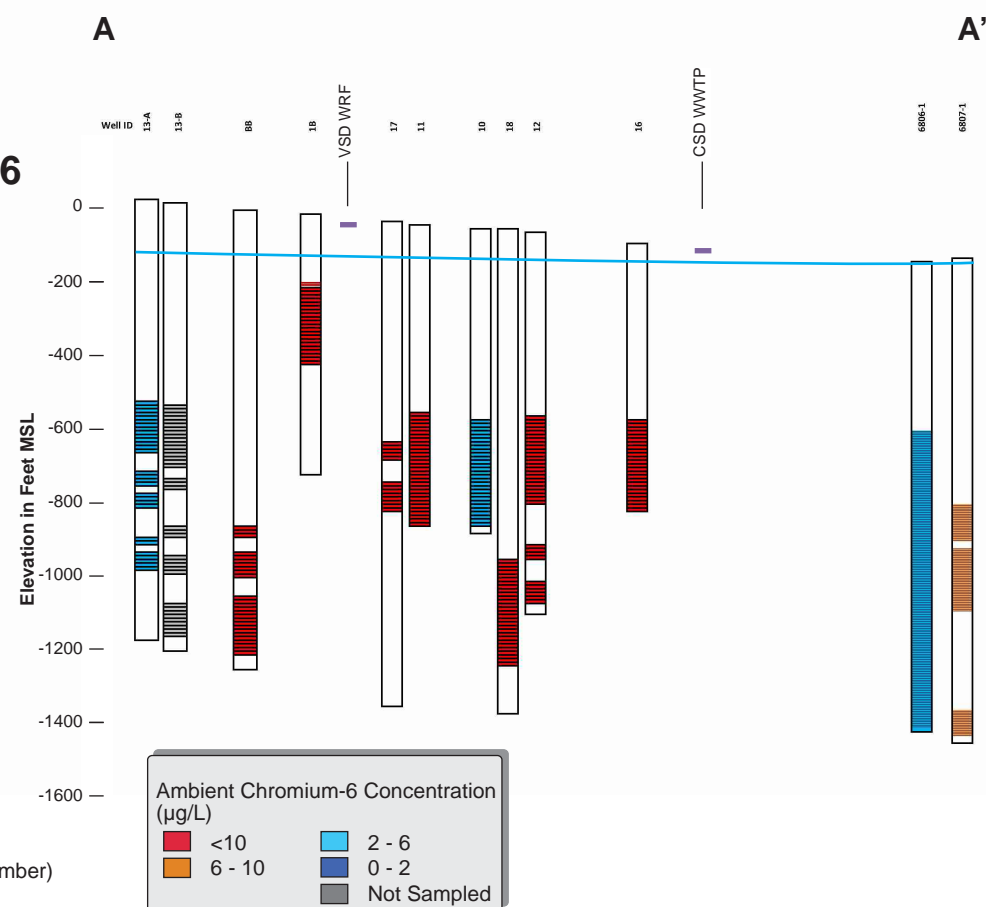 A A’
Well ID 13-A 13-B BB 1B VSD WRF 17 11 10 18 12 16 CSD WWTP 6806-1 6807-1
6
0
-200
-400
-600
-800
-1000
-1200
-1400
-1600
Elevation in Feet MSL
Ambient Chromium-6 Concentration
(µg/L)
<10 2 - 6
6 - 10 0 - 2
Not Sampled
mber)